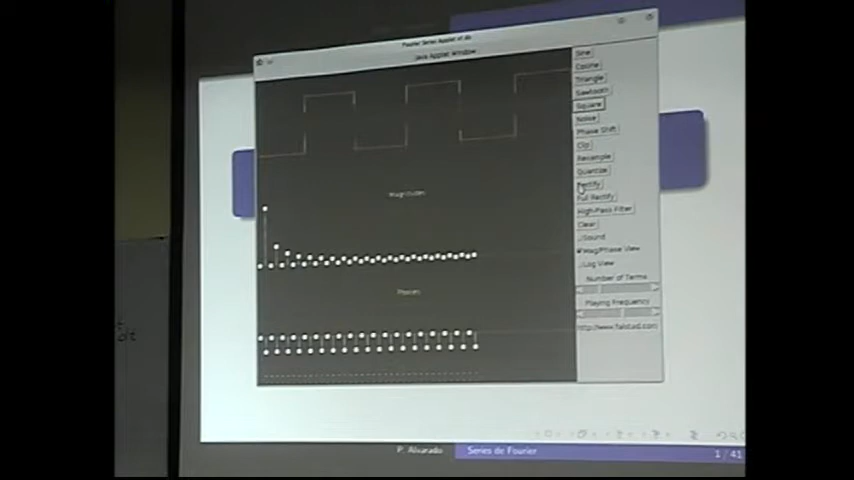 Fourier Series Applet v1.6b
Java Applet Window
Sine
Cosine
Triangle
Sawtooth
Square
Noise
Phase Shift
Clip
Resample
Quantize
Rectify
Full Rectify
High-Pass Filter
Clear
Sound
Mag/Phase View
Log View
Number of Terms
Playing Frequency
http://www.falstad.com
Magnitudes
Phases
P. Alvarado
Series de Fourier
1 / 41